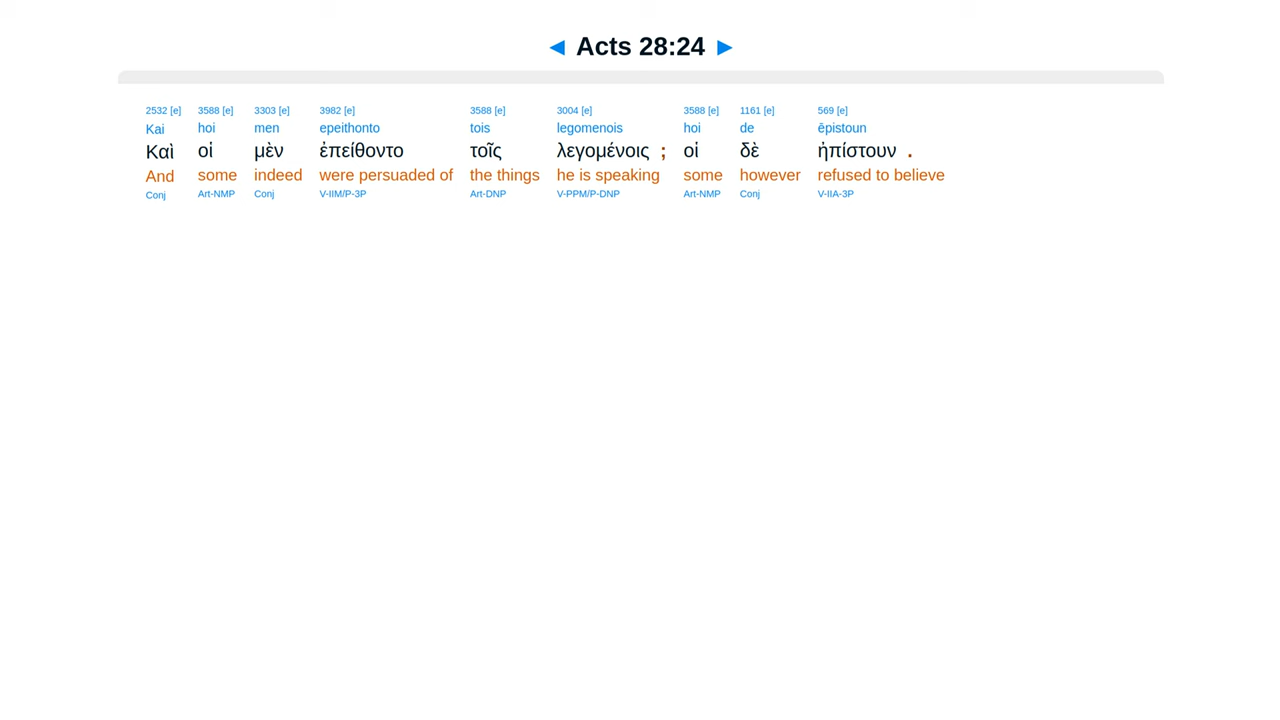 ◄ Acts 28:24 ►
2532 [e] 3588 [e] 3303 [e] 3982 [e] 3588 [e] 3004 [e] 3588 [e] 1161 [e] 569 [e]
Kai hoi men epeithonto tois legomenois hoi de ēpistoun
Καὶ οἱ μὲν ἐπείθοντο τοῖς λεγομένοις ; οἱ δὲ ἠπίστουν .
And some indeed were persuaded of the things he is speaking some however refused to believe
Conj Art-NMP Conj V-IIM/P-3P Art-DNP V-PPM/P-DNP Art-NMP Conj V-IIA-3P